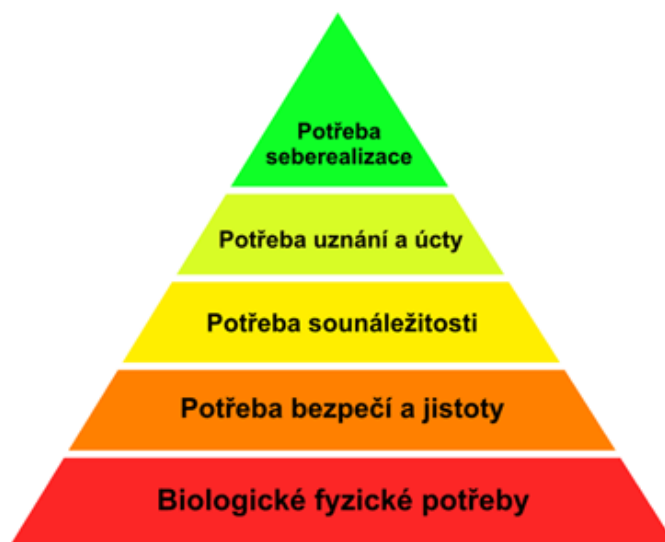 Potřeba
seberealizace
Potřeba uznání a úcty
Potřeba sounáležitosti
Potřeba bezpečí a jistoty
Biologické fyzické potřeby